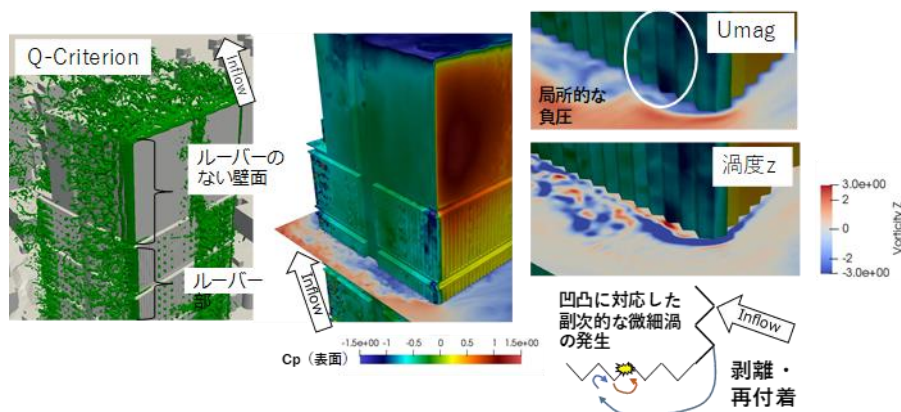 Q-Criterion
Inflow
ルーバーの
ない壁面
ルーバー
部
Inflow
Cp（表面）
-1.5e+00
-1
-0.5
0
0.5
1
1.5e+00
Umag
局所的な
負圧
渦度z
3.0e+00
2
0
-2
-3.0e+00
Vorticity Z
凹凸に対応した
副次的な微細渦
の発生
Inflow
剥離・
再付着